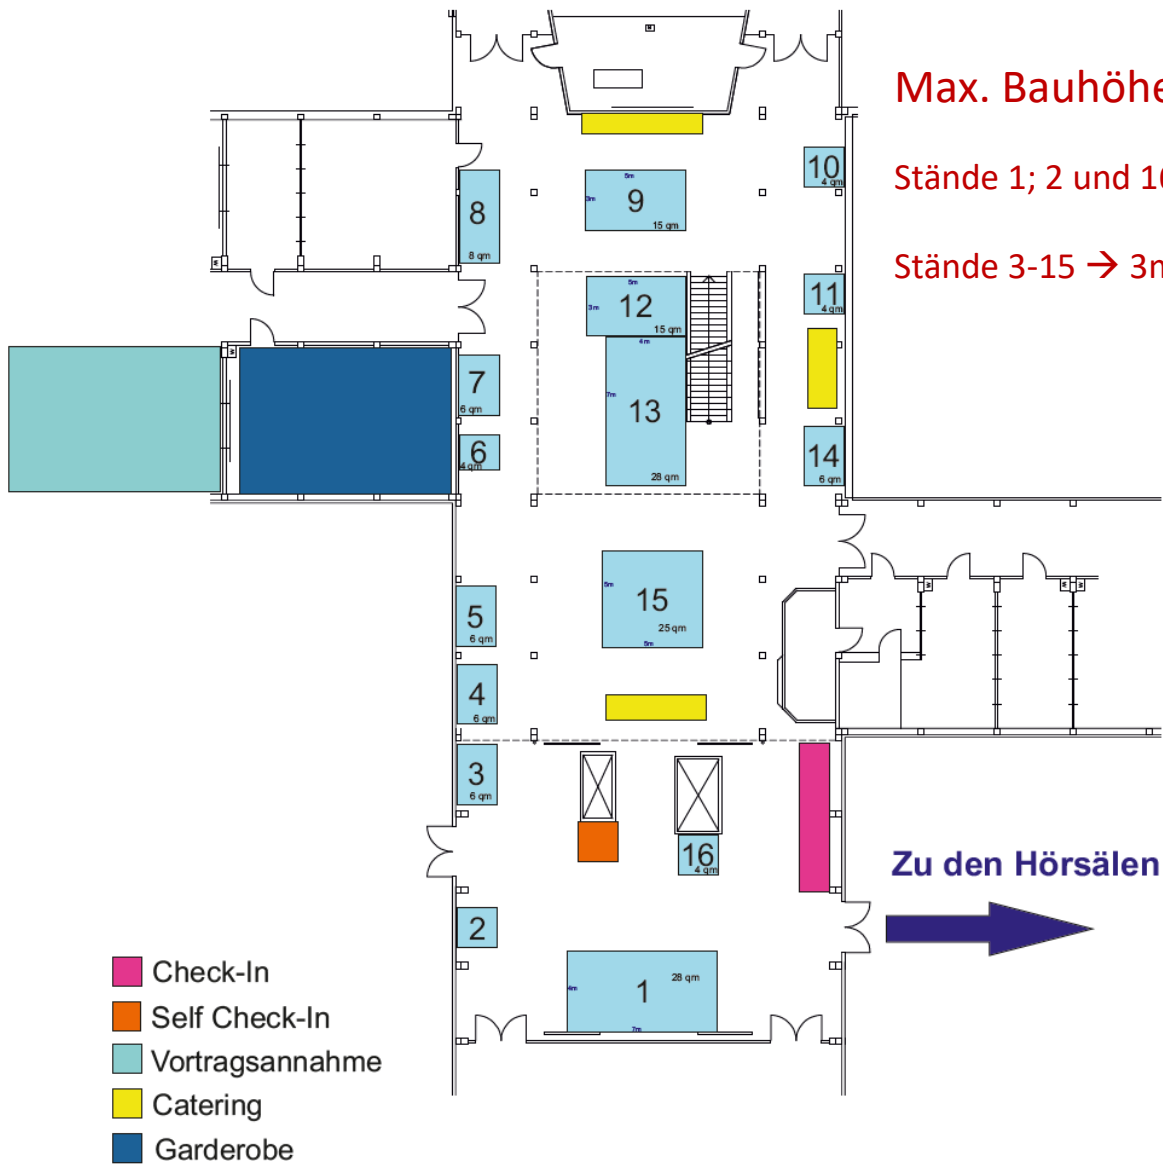 Max. Bauhöhe
Stände 1; 2 und 16
Stände 3-15 → 3m
10
4 qm
5m
3m
9
15 qm
8
8 qm
5m
3m
12
15 qm
11
4 qm
4m
7m
13
28 qm
7
6 qm
6
4 qm
14
6 qm
5m
15
25 qm
5m
5
6 qm
4
6 qm
3
6 qm
16
4 qm
2
Zu den Hörsälen
28 qm
4m
1
7m
Check-In
Self Check-In
Vortragsannahme
Catering
Garderobe